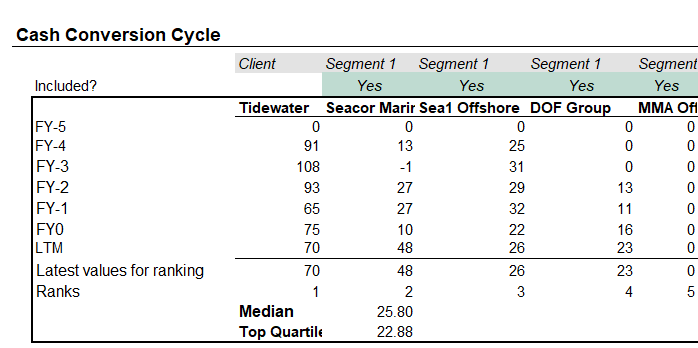 Cash Conversion Cycle
Client Segment 1 Segment 1 Segment 1 Segment
Included? Yes Yes Yes Yes
Tidewater Seacor Marin Sea1 Offshore DOF Group MMA Off
FY-5 0 0 0 0 0
FY-4 91 13 25 0 0
FY-3 108 -1 31 0 0
FY-2 93 27 29 13 0
FY-1 65 27 32 11 0
FY0 75 10 22 16 0
LTM 70 48 26 23 0
Latest values for ranking 70 48 26 23 0
Ranks 1 2 3 4 5
Median 25.80
Top Quartile 22.88